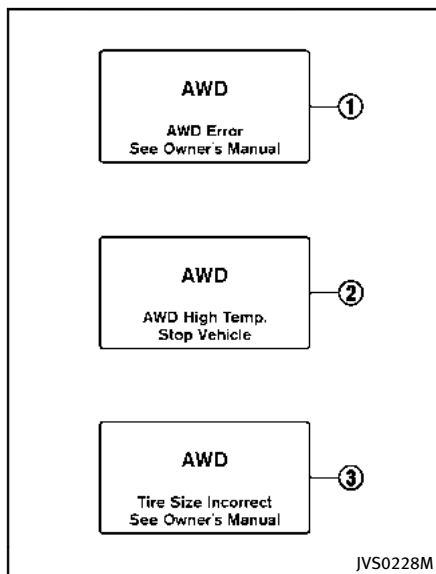 AWD
AWD Error
See Owner's Manual
①
AWD
AWD High Temp.
Stop Vehicle
②
AWD
Tire Size Incorrect
See Owner's Manual
③
JVS0228M